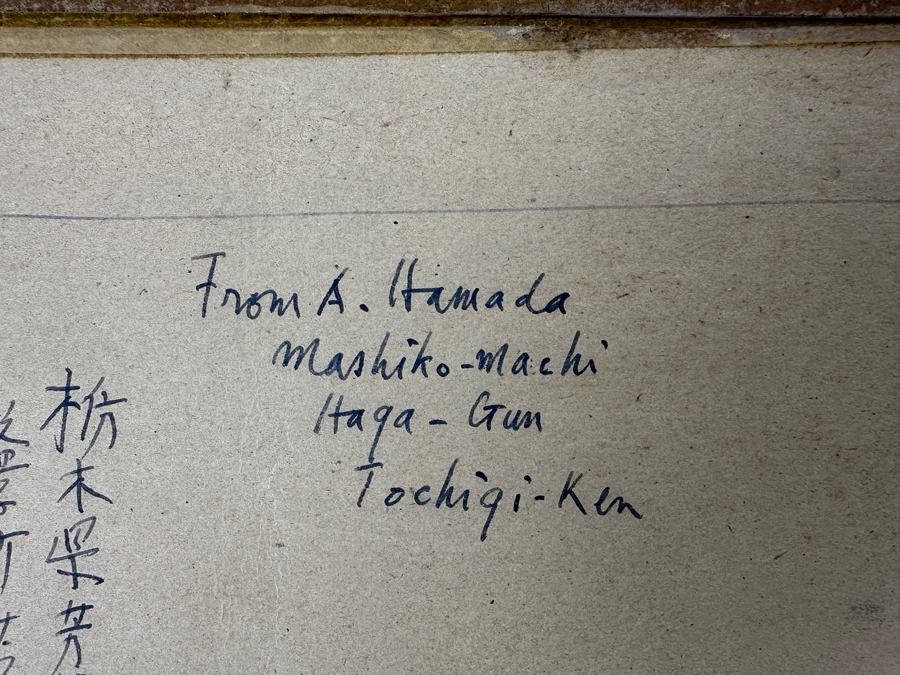 From A. Hamada
Mashiko-machi
Haga-Gun
Tochigi-Ken
栃木県芳